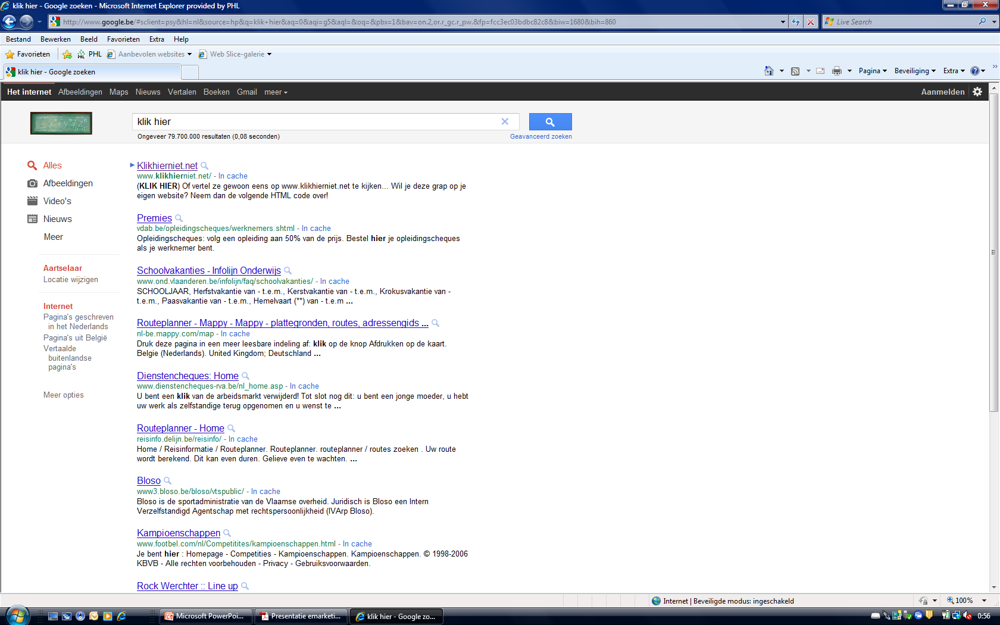 klik hier - Google zoeken - Microsoft Internet Explorer provided by PHL
http://www.google.be/#sclient=psy&hl=nl&source=hp&q=klik+hier&aq=0&aqi=g5&aql=&oq=&pbx=1&bav=on.2,or.r_gc.r_pw.&fp=fcc3ec03bdbc82c8&biw=1680&bih=860
Live Search
Bestand Bewerken Beeld Favorieten Extra Help
Favorieten PHL Aanbevolen websites Web Slice-galerie
klik hier - Google zoeken
Pagina Beveiliging Extra
Het internet Afbeeldingen Maps Nieuws Vertalen Boeken Gmail meer
Aanmelden
klik hier
Ongeveer 79.700.000 resultaten (0,08 seconden)
Geavanceerd zoeken
Alles
Afbeeldingen
Video's
Nieuws
Meer
Aartselaar
Locatie wijzigen
Internet
Pagina's geschreven
in het Nederlands
Pagina's uit België
Vertaalde
buitenlandse
pagina's
Meer opties
Klikhierniet.net
www.klikhierniet.net/ - In cache
(KLIK HIER) Of vertel ze gewoon eens op www.klikhierniet.net te kijken... Wil je deze grap op je
eigen website? Neem dan de volgende HTML code over!
Premies
vdab.be/opleidingscheques/werknemers.shtml - In cache
Opleidingscheques: volg een opleiding aan 50% van de prijs. Bestel hier je opleidingscheques
als je werknemer bent.
Schoolvakanties - Infolijn Onderwijs
www.ond.vlaanderen.be/infolijn/faq/schoolvakanties/ - In cache
SCHOOLJAAR, Herfstvakantie van - t.e.m., Kerstvakantie van - t.e.m., Krokusvakantie van -
t.e.m., Paasvakantie van - t.e.m., Hemelvaart (**) van - t.e.m ...
Routeplanner - Mappy - Mappy - plattegronden, routes, adressengids ...
nl-be.mappy.com/map - In cache
Druk deze pagina in een meer leesbare indeling af: klik op de knop Afdrukken op de kaart.
Belgie (Nederlands). United Kingdom; Deutschland ...
Dienstencheques: Home
www.dienstencheques-rva.be/nl_home.asp - In cache
U bent een klik van de arbeidsmarkt verwijderd! Tot slot nog dit: u bent een jonge moeder, u hebt
uw werk als zelfstandige terug opgenomen en u wenst te ...
Routeplanner - Home
reisinfo.delijn.be/reisinfo/ - In cache
Home / Reisinformatie / Routeplanner. Routeplanner. routeplanner / routes zoeken . Uw route
wordt berekend. Dit kan even duren. Gelieve even te wachten. ...
Bloso
www3.bloso.be/bloso/vtspublic/ - In cache
Bloso is de sportadministratie van de Vlaamse overheid. Juridisch is Bloso een Intern
Verzelfstandigd Agentschap met rechtspersoonlijkheid (IVArp Bloso).
Kampioenschappen
www.footbel.com/nl/Competitites/kampioenschappen.html - In cache
Je bent hier : Homepage - Competities - Kampioenschappen. Kampioenschappen. © 1998-2006
KBVB - Alle rechten voorbehouden - Privacy - Gebruiksvoorwaarden.
Rock Werchter :: Line up
Internet | Beveiligde modus: ingeschakeld
100%
Microsoft PowerPoi... Presentatie emarketi... klik hier - Google zo...
0:56